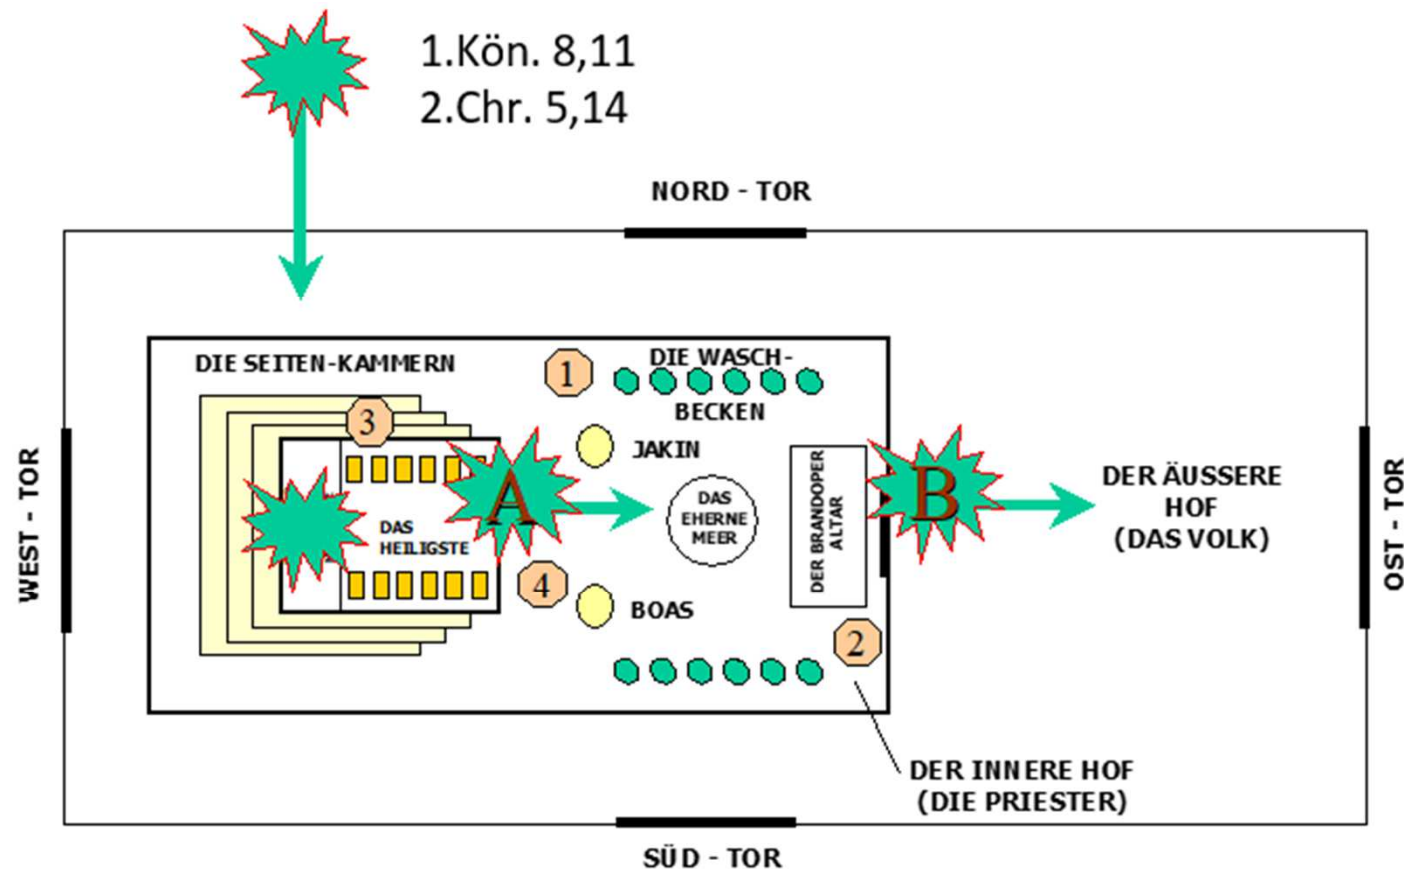 1.Kön. 8,11
2.Chr. 5,14
NORD - TOR
DIE SEITEN-KAMMERN
1
DIE WASCH-
BECKEN
3
JAKIN
WEST - TOR
A
DAS
HEILIGSTE
DAS
EHERNE
MEER
DER BRANDOPER
ALTAR
B
DER ÄUSSERE
HOF
(DAS VOLK)
OST - TOR
4
BOAS
2
DER INNERE HOF
(DIE PRIESTER)
SÜD - TOR